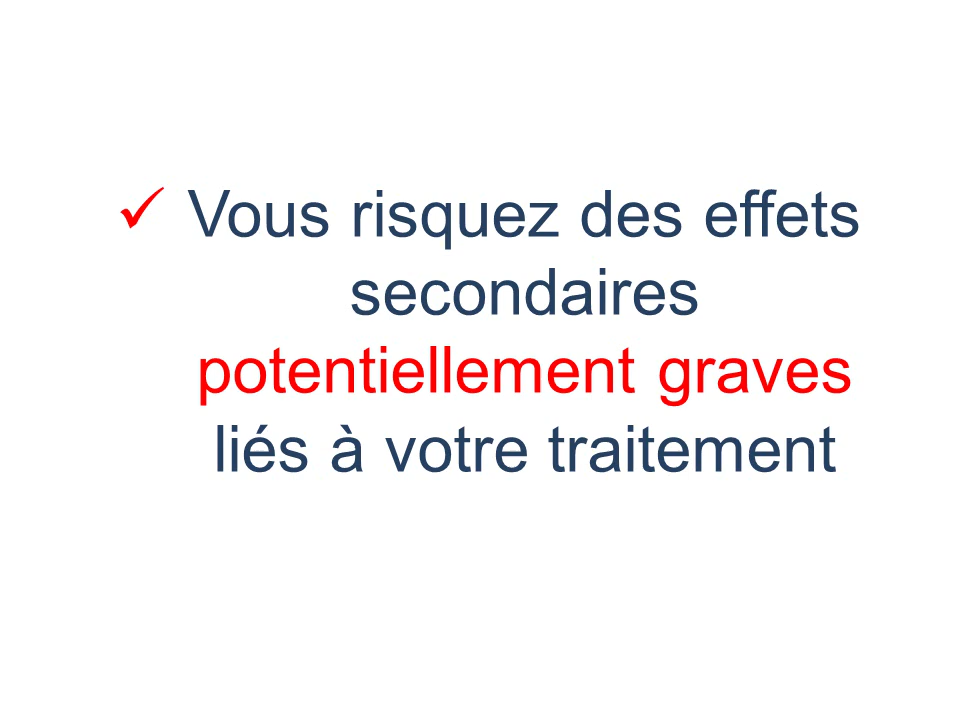 ✓ Vous risquez des effets
secondaires
potentiellement graves
liés à votre traitement